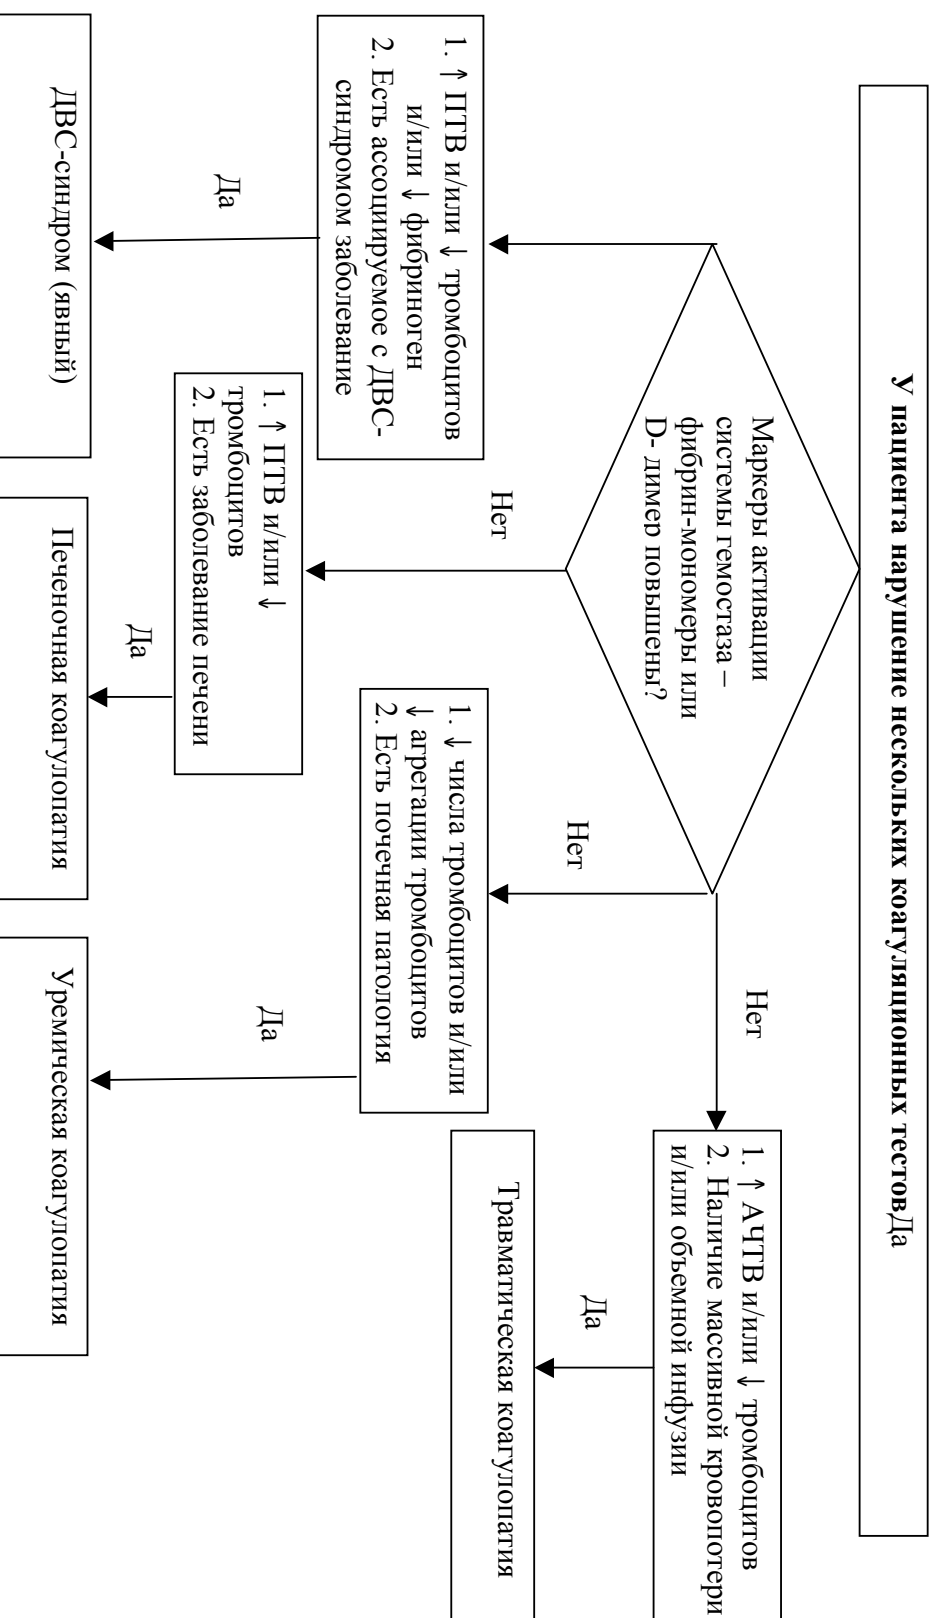 У пациента нарушение нескольких коагуляционных тестовДа
Маркеры активации
системы гемостаза –
фибрин-мономеры или
D- димер повышены?
Нет
1. ↑ АЧТВ и/или ↓ тромбоцитов
2. Наличие массивной кровопотери
и/или объемной инфузии
1. ↑ ПТВ и/или ↓ тромбоцитов
и/или ↓ фибриноген
2. Есть ассоциируемое с ДВС-
синдромом заболевание
Нет
Нет
1. ↓ числа тромбоцитов и/или
↓ агрегации тромбоцитов
2. Есть почечная патология
Да
Травматическая коагулопатия
1. ↑ ПТВ и/или ↓
тромбоцитов
2. Есть заболевание печени
Да
Да
Да
ДВС-синдром (явный)
Печеночная коагулопатия
Уремическая коагулопатия